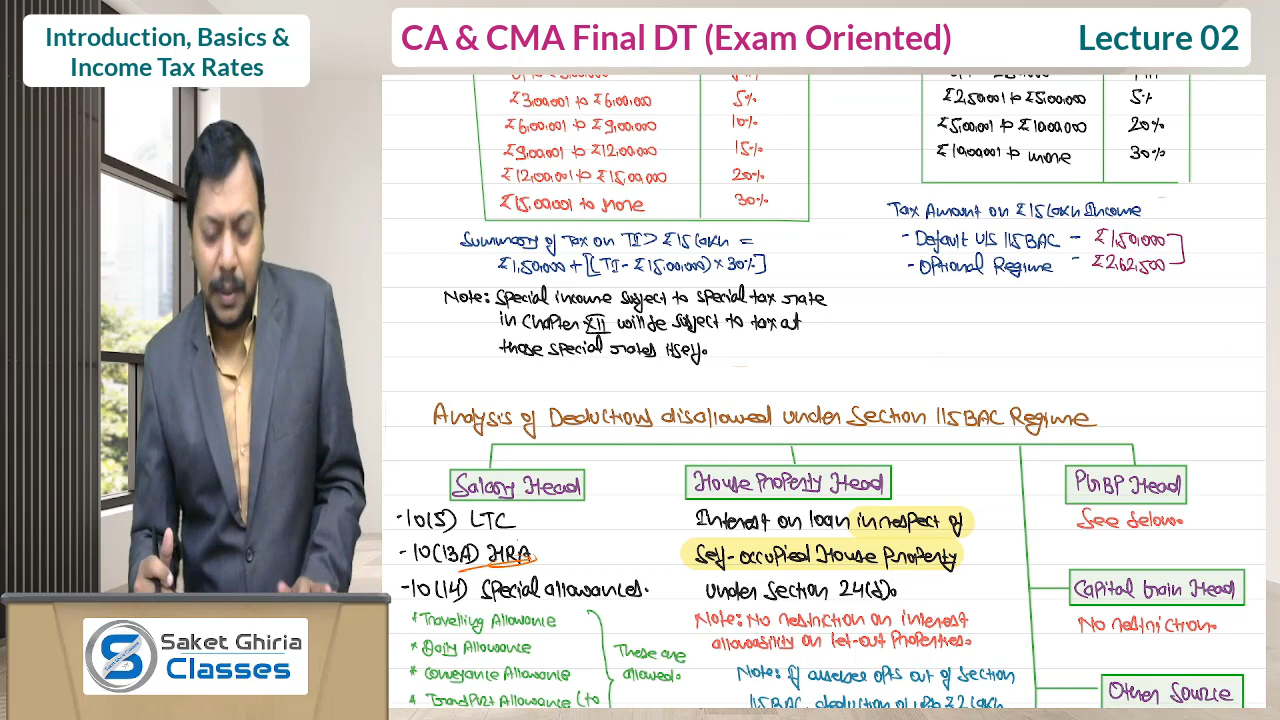 Introduction, Basics &
Income Tax Rates
CA & CMA Final DT (Exam Oriented)
Lecture 02
₹3,00,001 to ₹6,00,000 5%
₹6,00,001 to ₹9,00,000 10%
₹9,00,001 to ₹12,00,000 15%
₹12,00,001 to ₹15,00,000 20%
₹15,00,001 to more 30%
₹2,50,001 to ₹5,00,000 5%
₹5,00,001 to ₹10,00,000 20%
₹10,00,001 to more 30%
Summary of Tax on TI > ₹15 Lakh =
₹1,50,000 + [(TI - ₹15,00,000) × 30%]
Tax Amount on ₹15 Lakh Income
- Default U/s 115BAC - ₹1,50,000
- Optional Regime - ₹2,62,500
Note: Special income subject to special tax rate
in Chapter XII will be subject to tax at
those special rates itself.
Analysis of Deductions disallowed under Section 115BAC Regime
Salary Head
- 10(5) LTC
- 10(13A) HRA
- 10(14) Special allowances.
* Travelling Allowance
* Daily Allowance
* Conveyance Allowance
* Transport Allowance (to
These are
allowed.
House Property Head
Interest on loan in respect of
Self-occupied House Property
under Section 24(b).
Note: No restriction on interest
allowability on let-out Properties.
Note: If assessee opts out of Section
115BAC, deduction of upto ₹2 Lakh
PGBP Head
See below.
Capital Gain Head
No restriction.
Other Source
Saket Ghiria
Classes